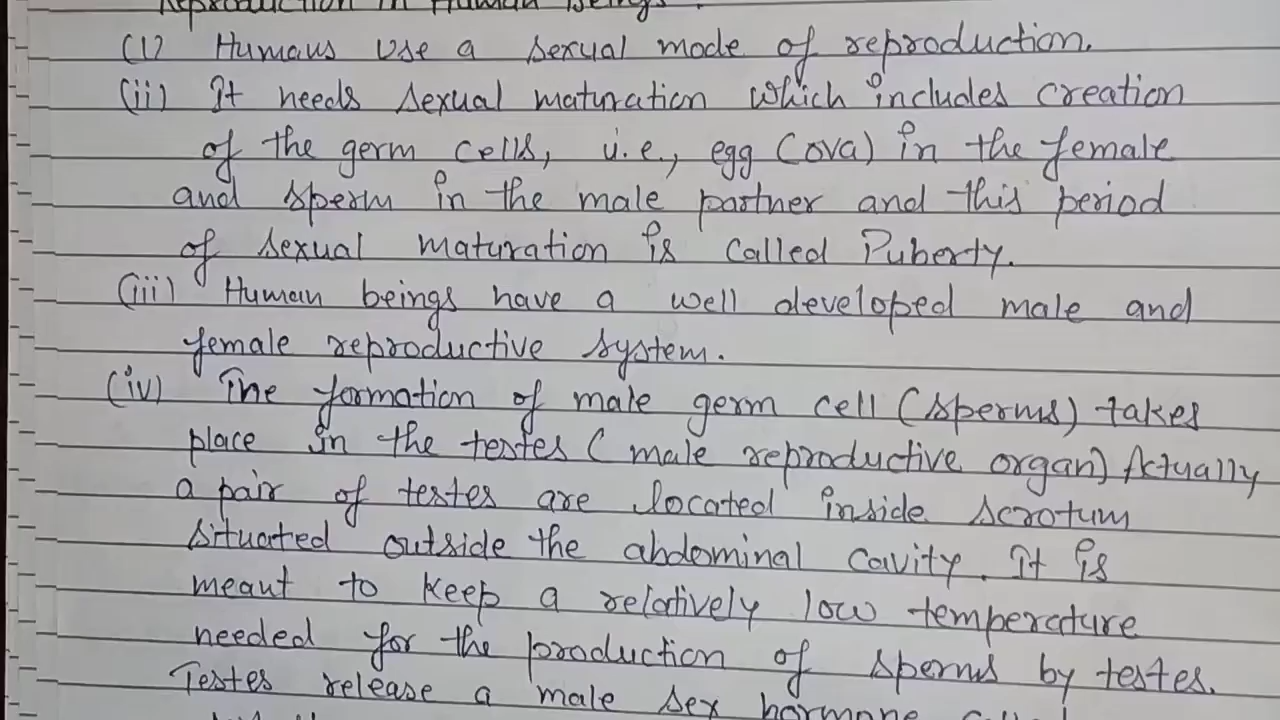 Reproduction in Human Beings.
(i) Humans use a sexual mode of reproduction.
(ii) It needs sexual maturation which includes creation
of the germ cells, i.e., egg (ova) in the female
and sperm in the male partner and this period
of sexual maturation is called Puberty.
(iii) Human beings have a well developed male and
female reproductive system.
(iv) The formation of male germ cell (sperms) takes
place in the testes (male reproductive organ) Actually
a pair of testes are located inside scrotum
situated outside the abdominal cavity. It is
meant to keep a relatively low temperature
needed for the production of sperms by testes.
Testes release a male sex hormone called